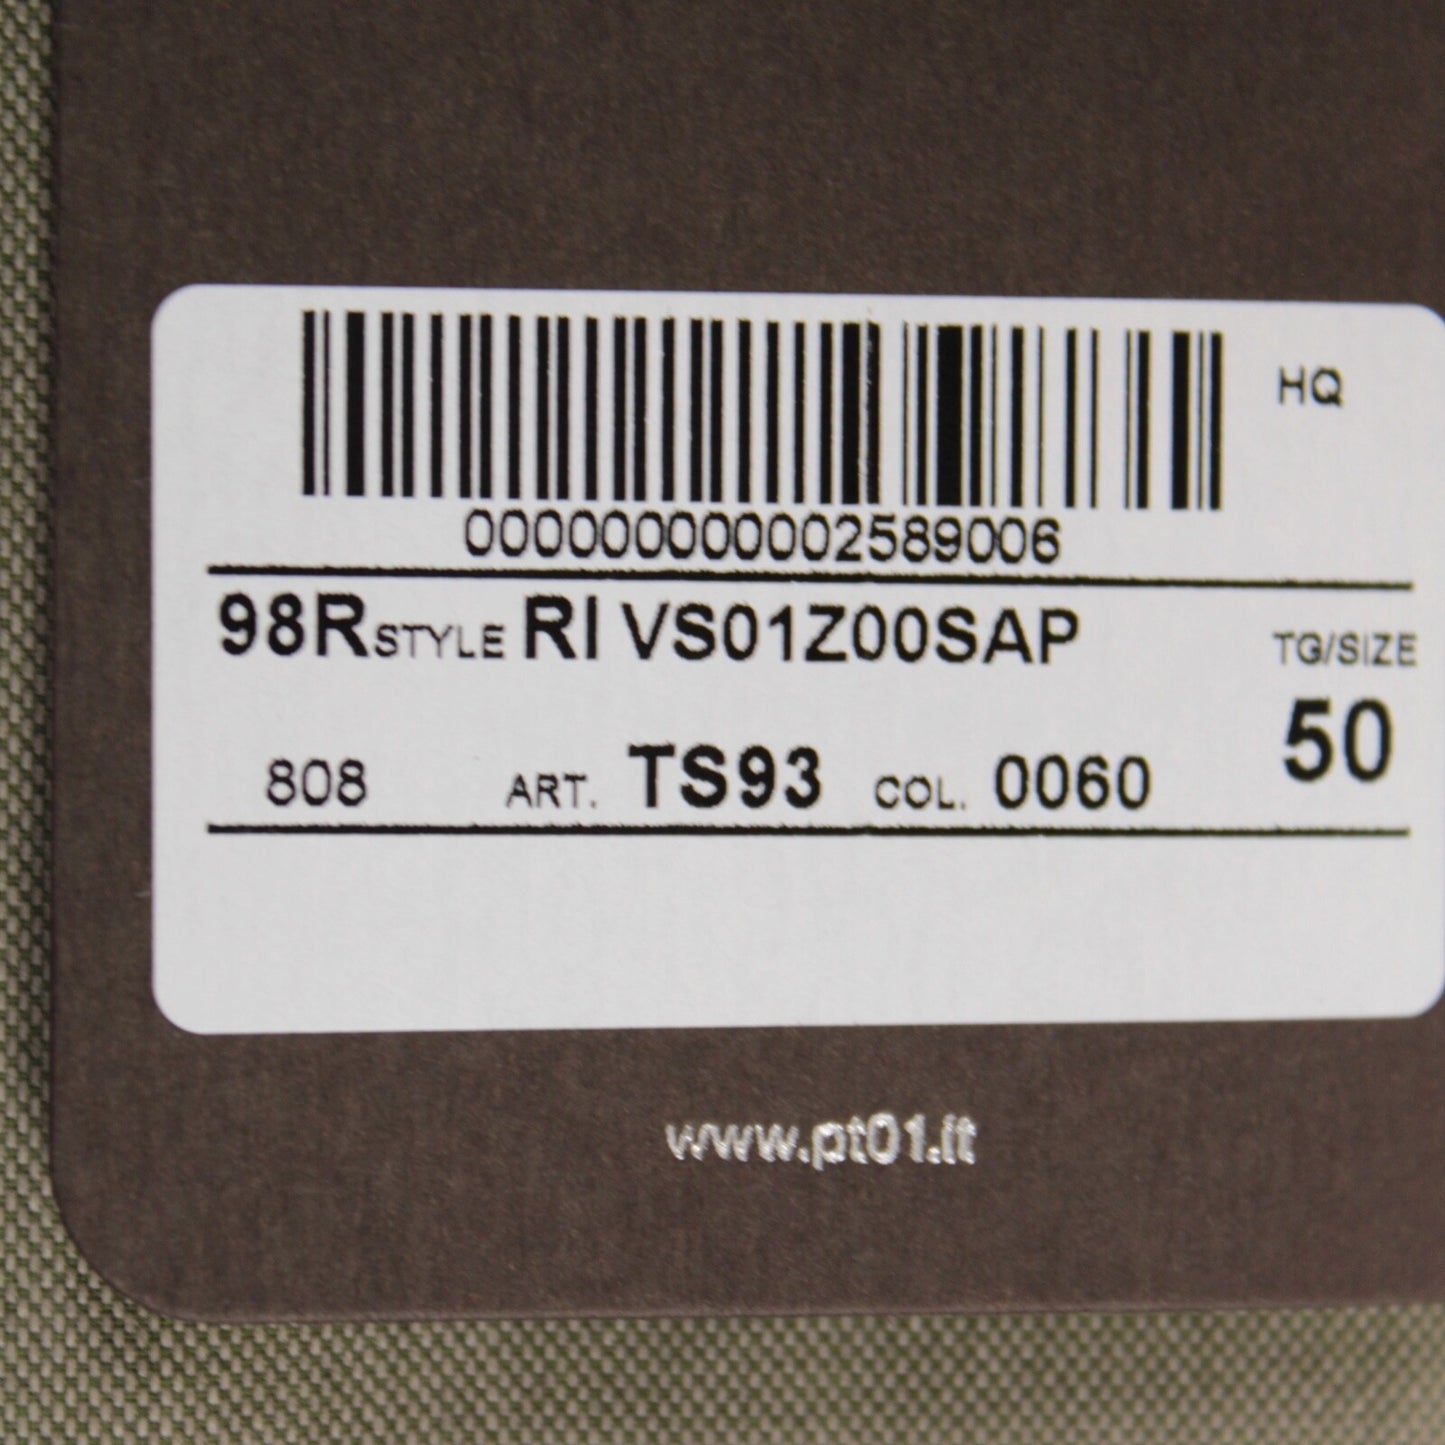 HQ
000000000002589006
98R STYLE RI VS01Z00SAP TG/SIZE
808 ART. TS93 COL. 0060 50
www.pt01.it